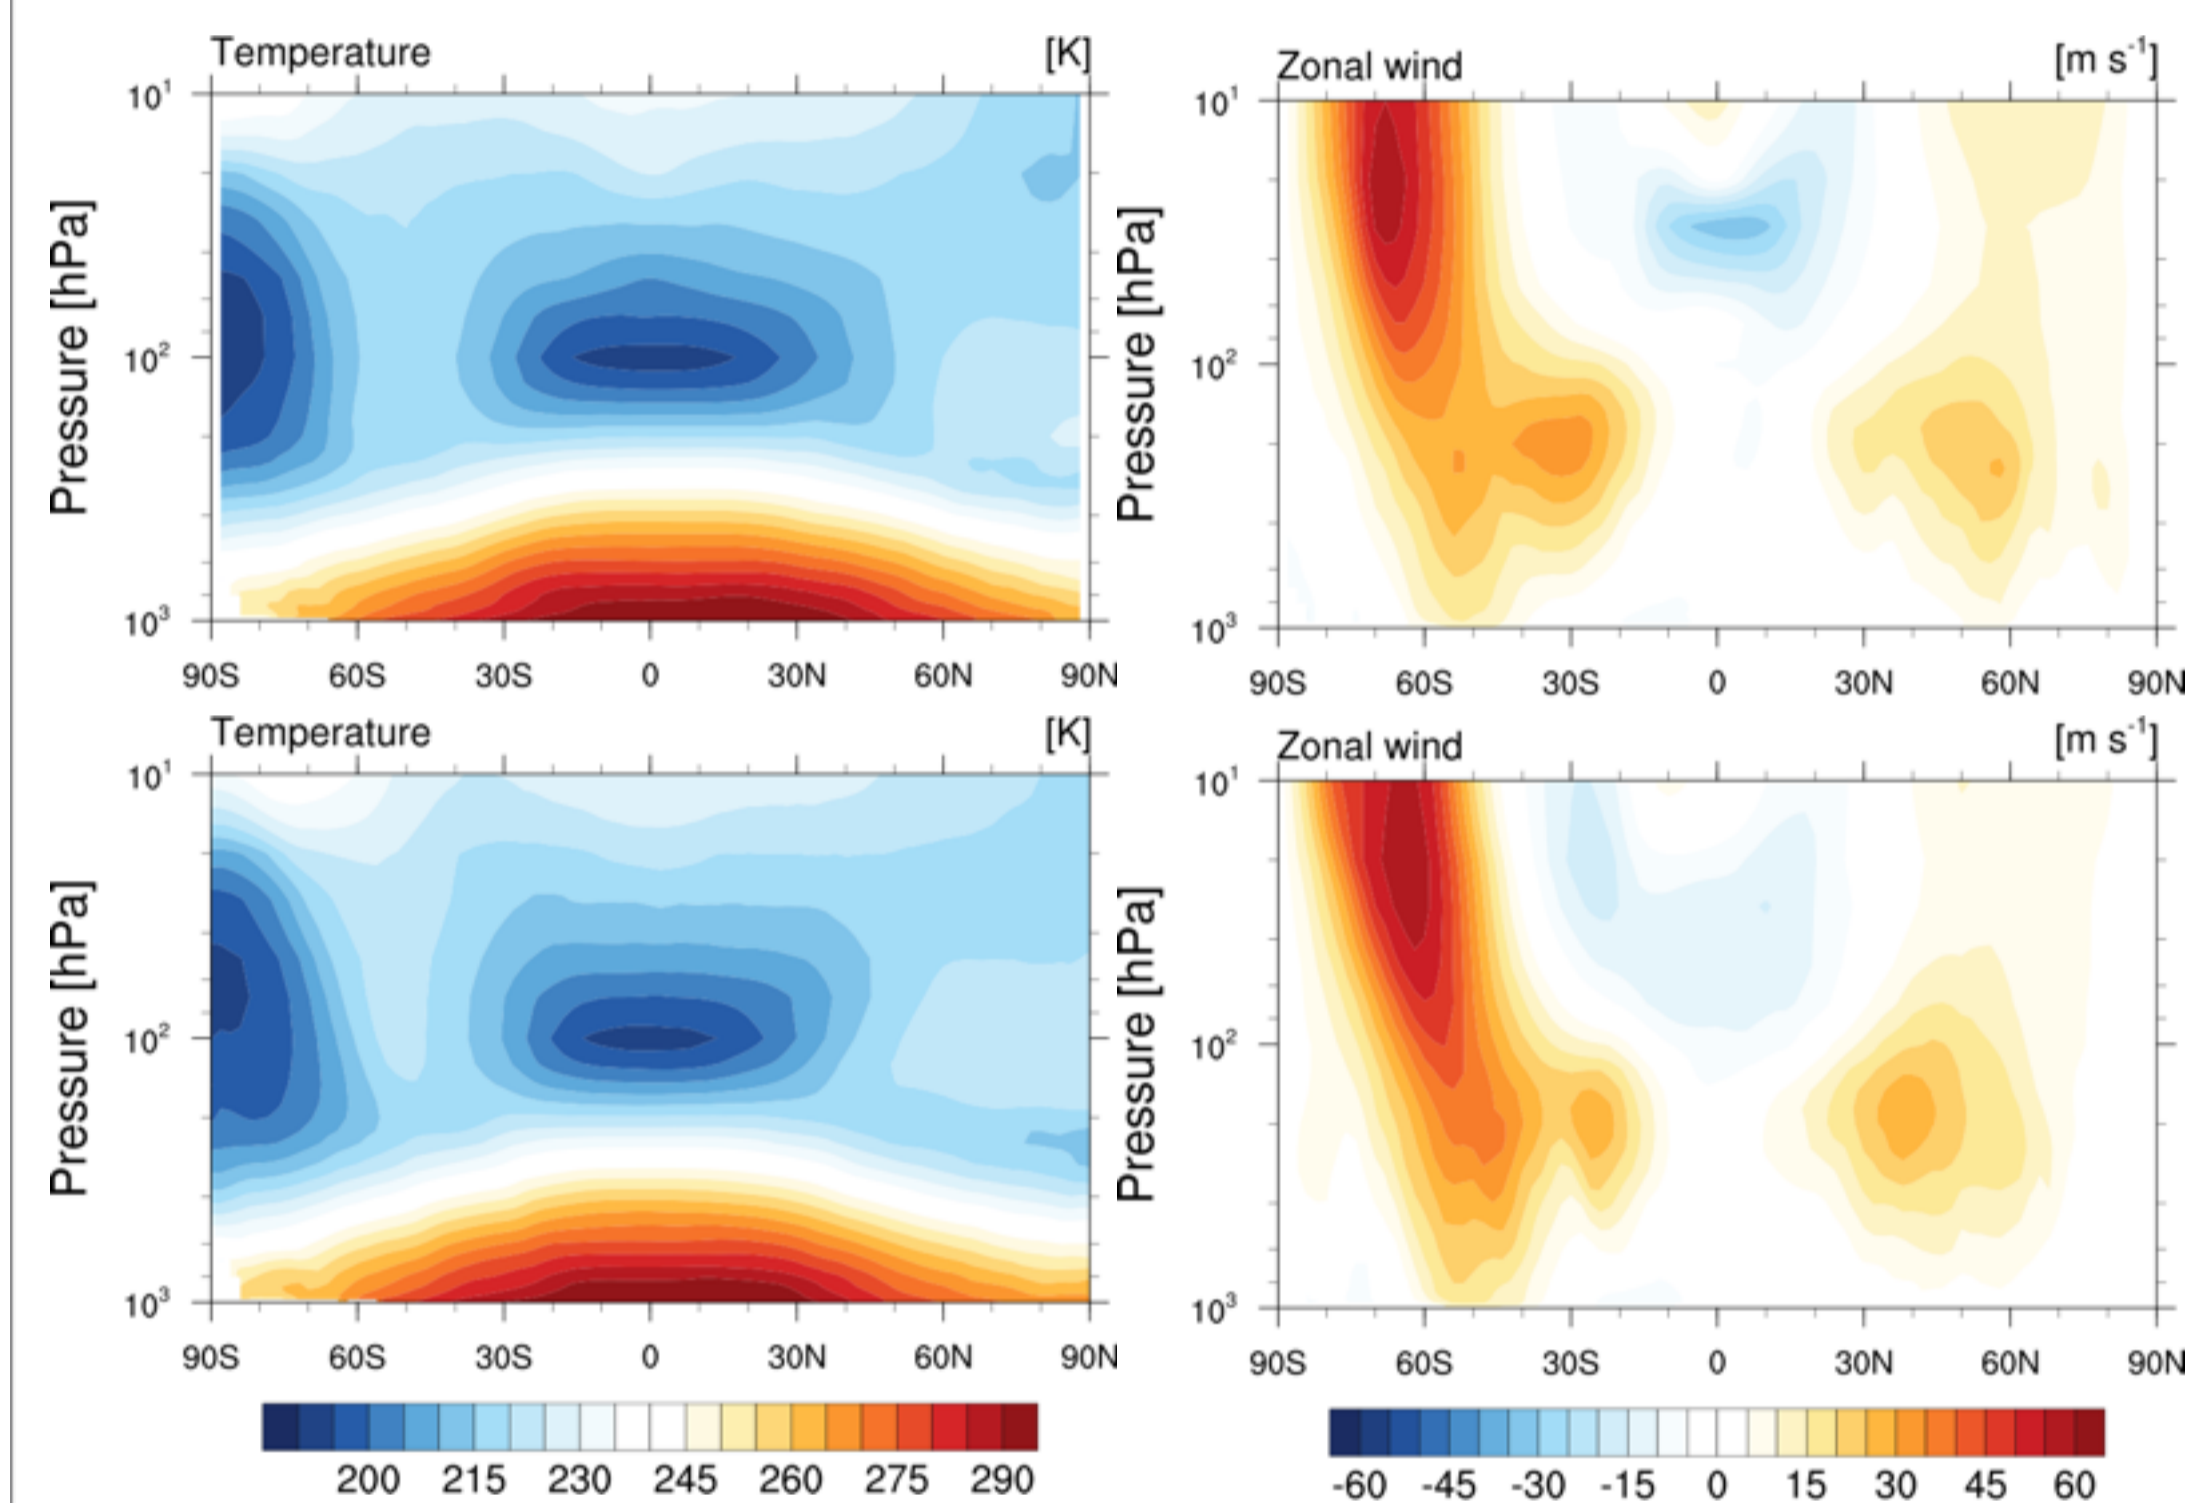 Temperature [K]
10¹
10²
10³
Pressure [hPa]
90S 60S 30S 0 30N 60N 90N
Zonal wind [m s⁻¹]
10¹
10²
10³
Pressure [hPa]
90S 60S 30S 0 30N 60N 90N
Temperature [K]
10¹
10²
10³
Pressure [hPa]
90S 60S 30S 0 30N 60N 90N
200 215 230 245 260 275 290
Zonal wind [m s⁻¹]
10¹
10²
10³
Pressure [hPa]
90S 60S 30S 0 30N 60N 90N
-60 -45 -30 -15 0 15 30 45 60